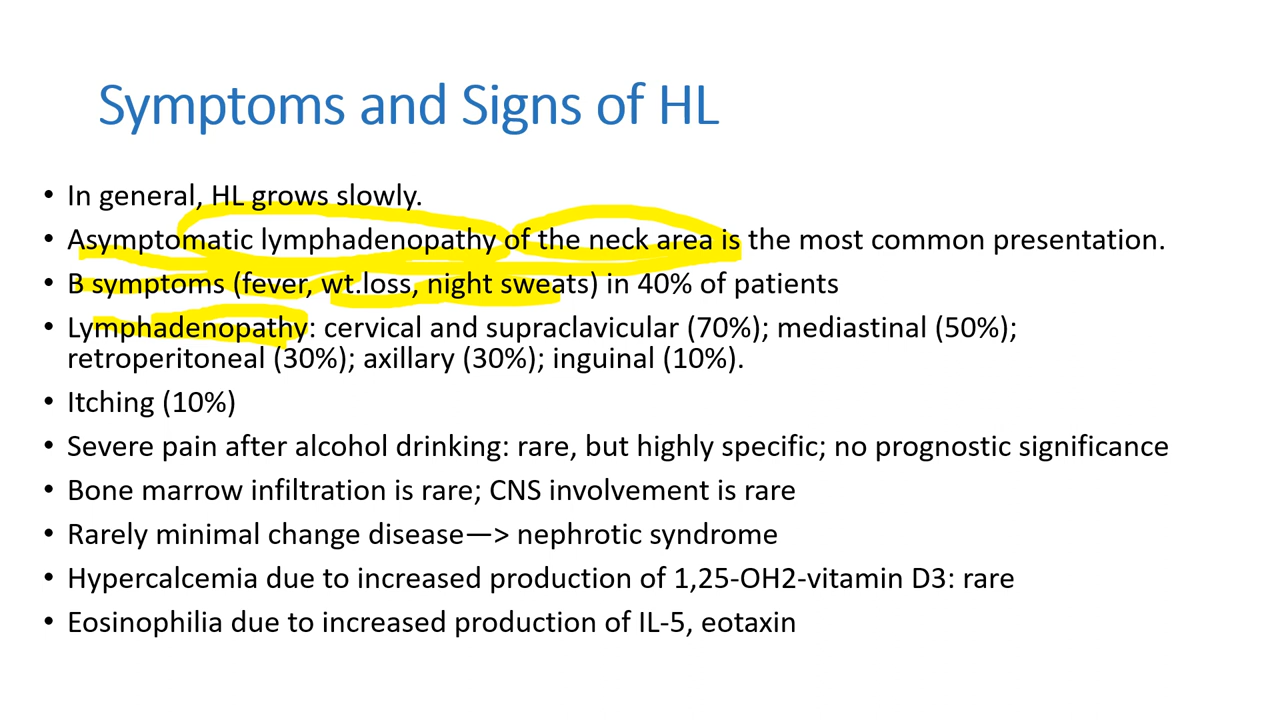 Symptoms and Signs of HL
• In general, HL grows slowly.
• Asymptomatic lymphadenopathy of the neck area is the most common presentation.
• B symptoms (fever, wt.loss, night sweats) in 40% of patients
• Lymphadenopathy: cervical and supraclavicular (70%); mediastinal (50%);
retroperitoneal (30%); axillary (30%); inguinal (10%).
• Itching (10%)
• Severe pain after alcohol drinking: rare, but highly specific; no prognostic significance
• Bone marrow infiltration is rare; CNS involvement is rare
• Rarely minimal change disease—> nephrotic syndrome
• Hypercalcemia due to increased production of 1,25-OH2-vitamin D3: rare
• Eosinophilia due to increased production of IL-5, eotaxin